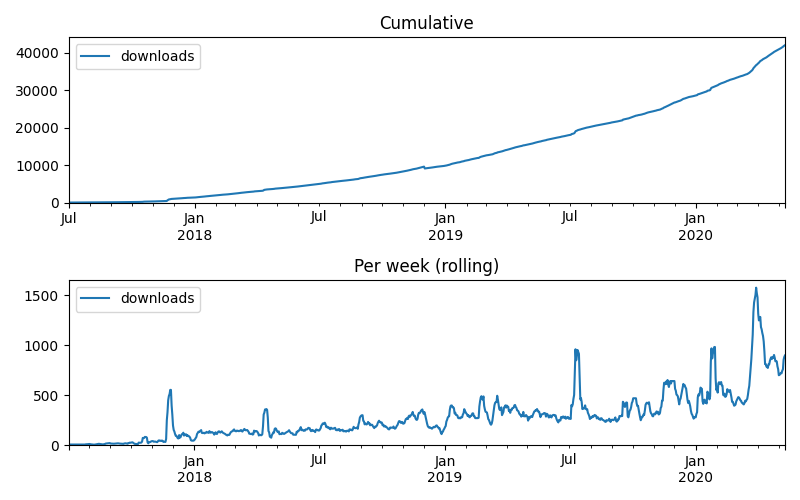 Cumulative
downloads
40000
30000
20000
10000
0
Jul Jan Jul Jan Jul Jan
2018 2019 2020
Per week (rolling)
downloads
1500
1000
500
0
Jan Jul Jan Jul Jan
2018 2019 2020